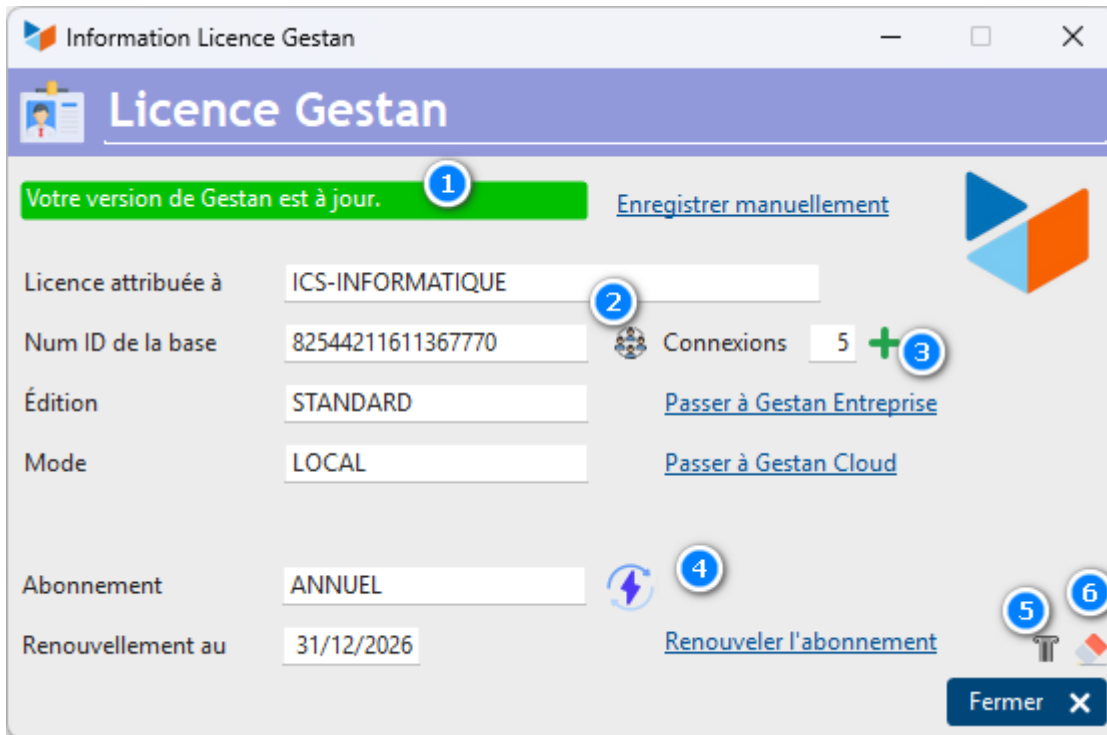 Information Licence Gestan
Licence Gestan
Votre version de Gestan est à jour.
1
Enregistrer manuellement
Licence attribuée à ICS-INFORMATIQUE
2
Num ID de la base 82544211611367770 Connexions 5
3
Édition STANDARD Passer à Gestan Entreprise
Mode LOCAL Passer à Gestan Cloud
Abonnement ANNUEL
4
5
6
Renouvellement au 31/12/2026 Renouveler l'abonnement
Fermer